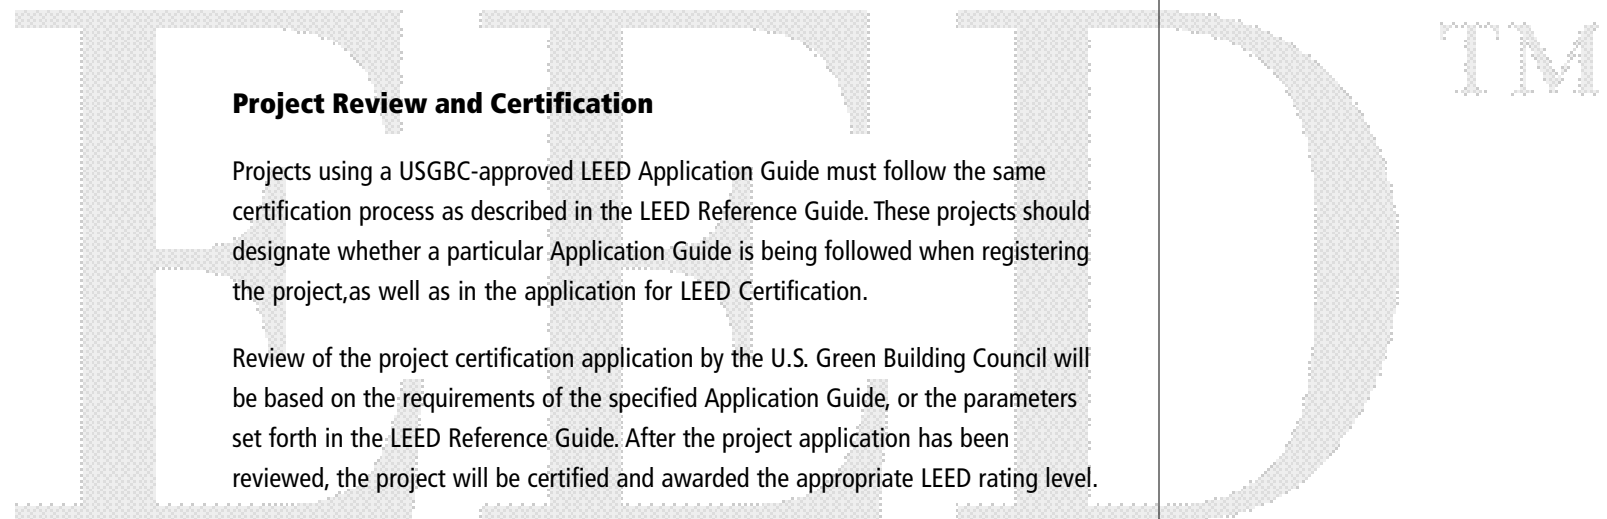 EED™
Project Review and Certification
Projects using a USGBC-approved LEED Application Guide must follow the same
certification process as described in the LEED Reference Guide. These projects should
designate whether a particular Application Guide is being followed when registering
the project,as well as in the application for LEED Certification.
Review of the project certification application by the U.S. Green Building Council will
be based on the requirements of the specified Application Guide, or the parameters
set forth in the LEED Reference Guide. After the project application has been
reviewed, the project will be certified and awarded the appropriate LEED rating level.